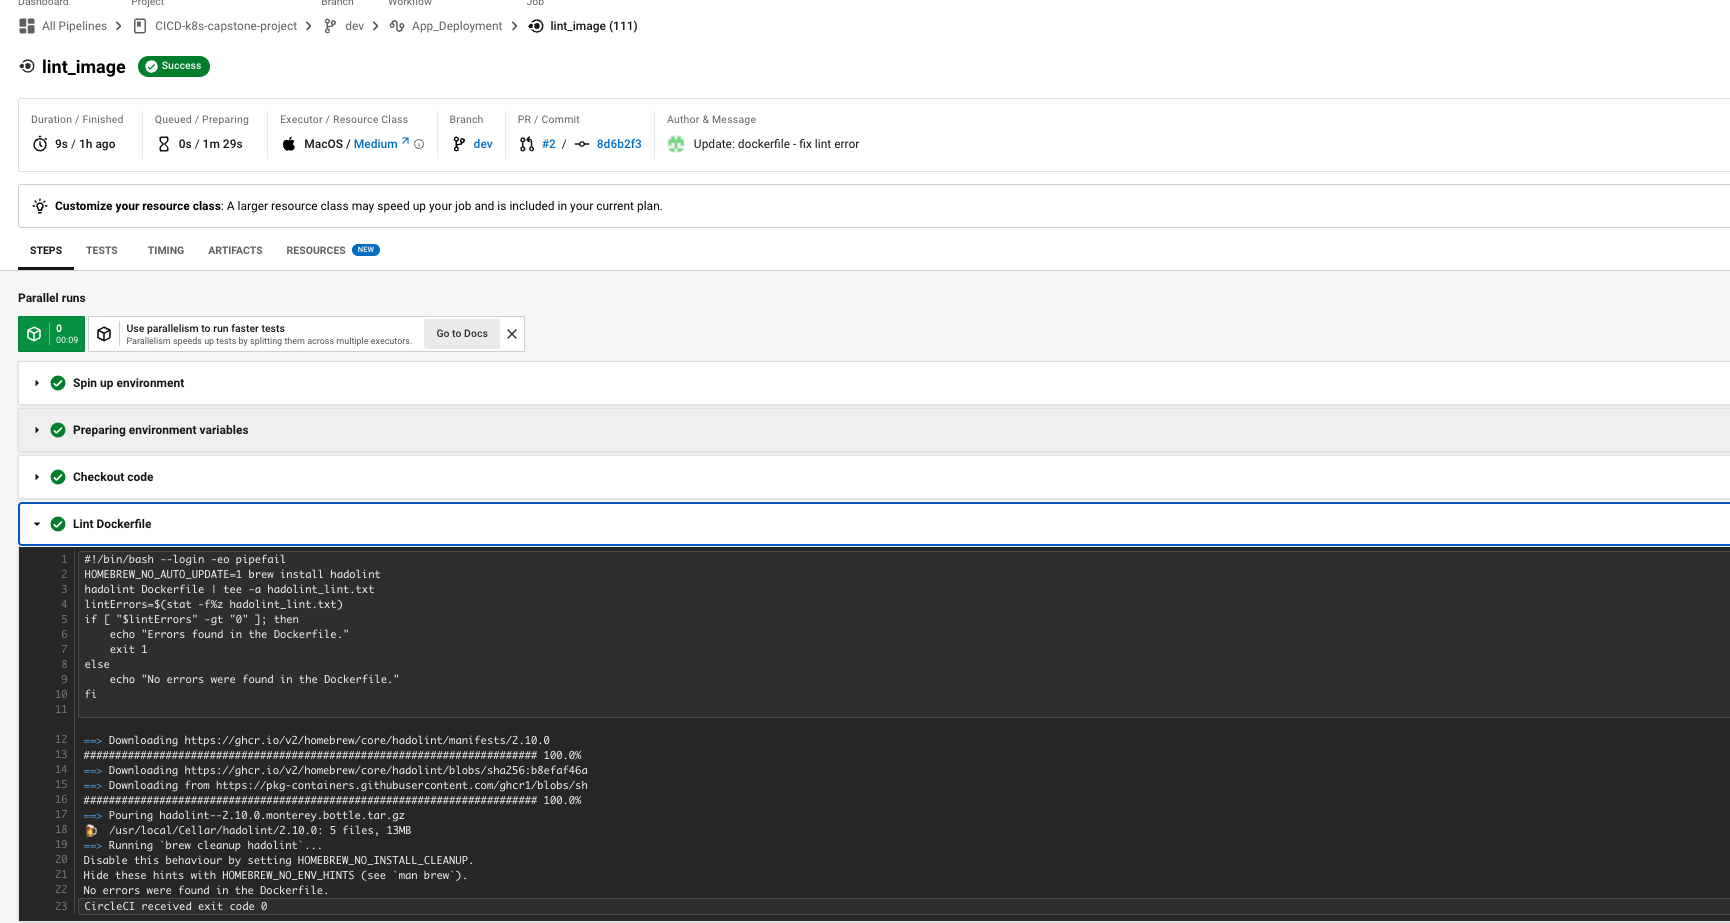 Dashboard Project Branch Workflow Job
All Pipelines CICD-k8s-capstone-project dev App_Deployment lint_image (111)
lint_image Success
Duration / Finished Queued / Preparing Executor / Resource Class Branch PR / Commit Author & Message
9s / 1h ago 0s / 1m 29s MacOS / Medium dev #2 / 8d6b2f3 Update: dockerfile - fix lint error
Customize your resource class: A larger resource class may speed up your job and is included in your current plan.
STEPS TESTS TIMING ARTIFACTS RESOURCES NEW
Parallel runs
0
00:09
Use parallelism to run faster tests
Parallelism speeds up tests by splitting them across multiple executors.
Go to Docs
Spin up environment
Preparing environment variables
Checkout code
Lint Dockerfile
1 #!/bin/bash --login -eo pipefail
2 HOMEBREW_NO_AUTO_UPDATE=1 brew install hadolint
3 hadolint Dockerfile | tee -a hadolint_lint.txt
4 lintErrors=$(stat -f%z hadolint_lint.txt)
5 if [ "$lintErrors" -gt "0" ]; then
6 echo "Errors found in the Dockerfile."
7 exit 1
8 else
9 echo "No errors were found in the Dockerfile."
10 fi
11
12 ==> Downloading https://ghcr.io/v2/homebrew/core/hadolint/manifests/2.10.0
13 ######################################################################## 100.0%
14 ==> Downloading https://ghcr.io/v2/homebrew/core/hadolint/blobs/sha256:b8efaf46a
15 ==> Downloading from https://pkg-containers.githubusercontent.com/ghcr1/blobs/sh
16 ######################################################################## 100.0%
17 ==> Pouring hadolint--2.10.0.monterey.bottle.tar.gz
18 🍺 /usr/local/Cellar/hadolint/2.10.0: 5 files, 13MB
19 ==> Running `brew cleanup hadolint`...
20 Disable this behaviour by setting HOMEBREW_NO_INSTALL_CLEANUP.
21 Hide these hints with HOMEBREW_NO_ENV_HINTS (see `man brew`).
22 No errors were found in the Dockerfile.
23 CircleCI received exit code 0